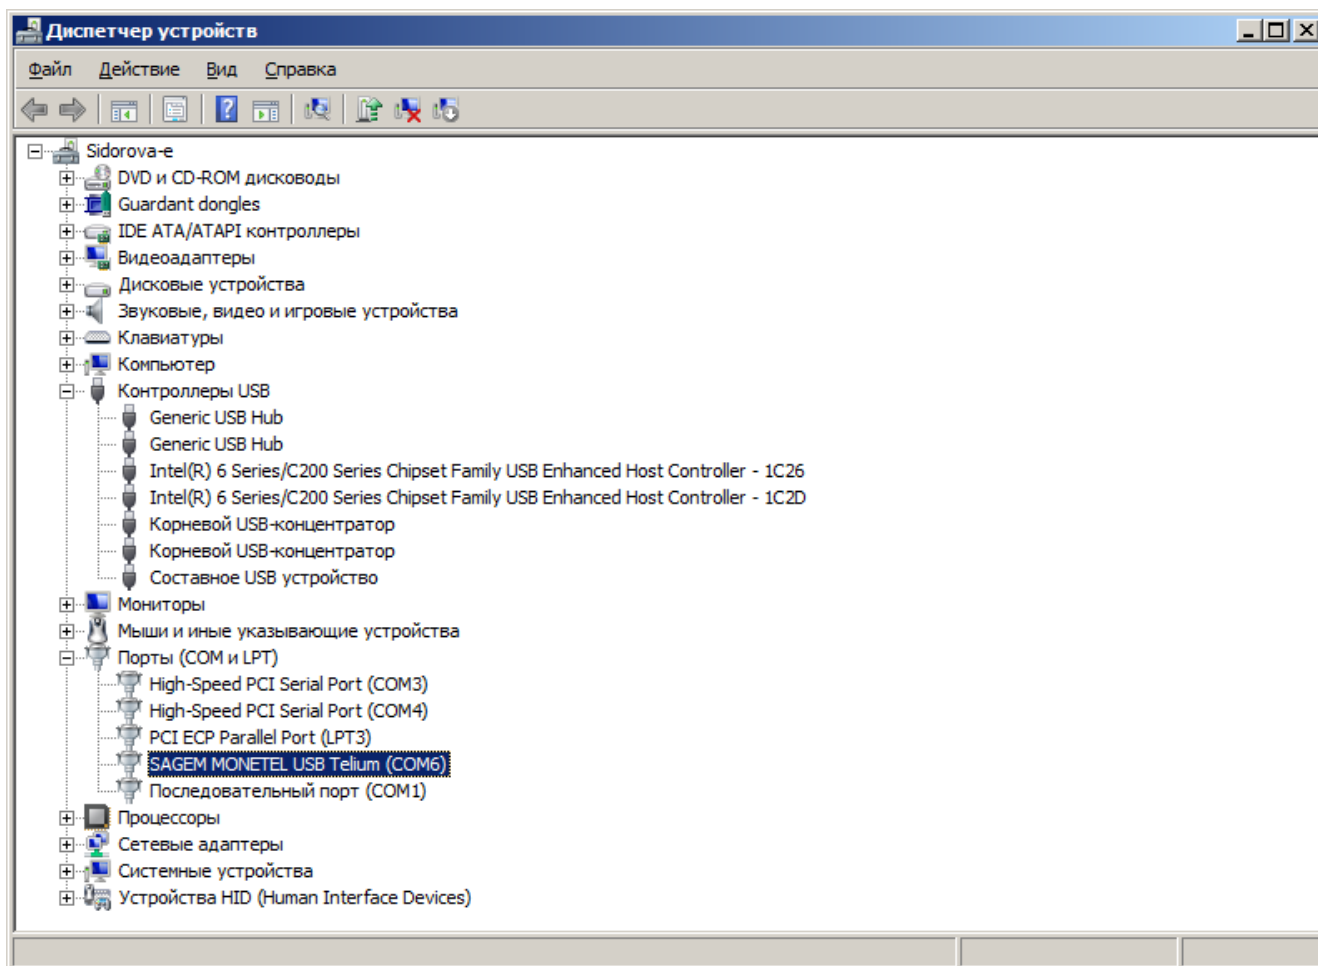 Диспетчер устройств
Файл Действие Вид Справка
Sidorova-e
DVD и CD-ROM дисководы
Guardant dongles
IDE ATA/ATAPI контроллеры
Видеоадаптеры
Дисковые устройства
Звуковые, видео и игровые устройства
Клавиатуры
Компьютер
Контроллеры USB
Generic USB Hub
Generic USB Hub
Intel(R) 6 Series/C200 Series Chipset Family USB Enhanced Host Controller - 1C26
Intel(R) 6 Series/C200 Series Chipset Family USB Enhanced Host Controller - 1C2D
Корневой USB-концентратор
Корневой USB-концентратор
Составное USB устройство
Мониторы
Мыши и иные указывающие устройства
Порты (COM и LPT)
High-Speed PCI Serial Port (COM3)
High-Speed PCI Serial Port (COM4)
PCI ECP Parallel Port (LPT3)
SAGEM MONETEL USB Telium (COM6)
Последовательный порт (COM1)
Процессоры
Сетевые адаптеры
Системные устройства
Устройства HID (Human Interface Devices)